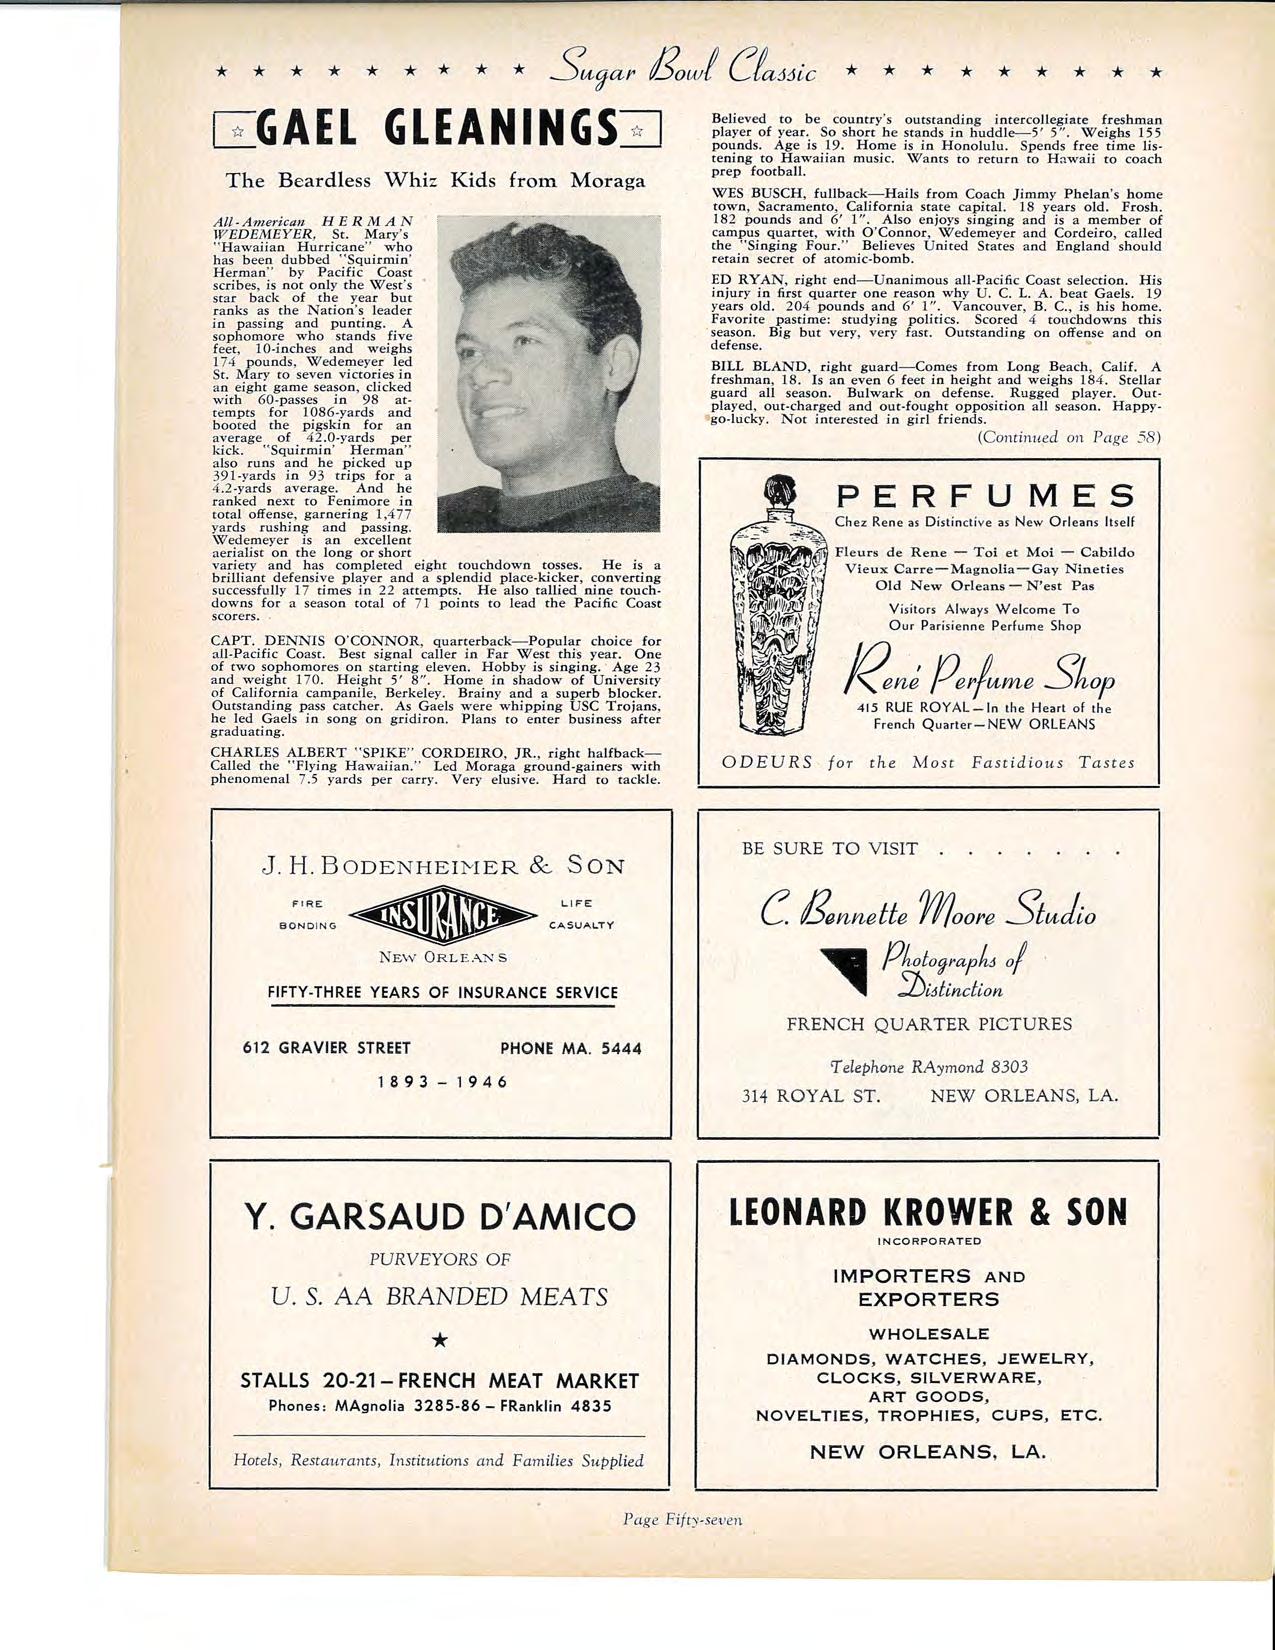 ★ ★ ★ ★ ★ ★ ★ ★ ★ Sugar Bowl Classic ★ ★ ★ ★ ★ ★ ★ ★ ★
☆ GAEL GLEANINGS ☆
The Beardless Whiz Kids from Moraga
All-American HERMAN
WEDEMEYER, St. Mary's
"Hawaiian Hurricane" who
has been dubbed "Squirmin'
Herman" by Pacific Coast
scribes, is not only the West's
star back of the year but
ranks as the Nation's leader
in passing and punting. A
sophomore who stands five
feet, 10-inches and weighs
174 pounds, Wedemeyer led
St. Mary to seven victories in
an eight game season, clicked
with 60-passes in 98 at-
tempts for 1086-yards and
booted the pigskin for an
average of 42.0-yards per
kick. "Squirmin' Herman"
also runs and he picked up
391-yards in 93 trips for a
4.2-yards average. And he
ranked next to Fenimore in
total offense, garnering 1,477
yards rushing and passing.
Wedemeyer is an excellent
aerialist on the long or short
variety and has completed eight touchdown tosses. He is a
brilliant defensive player and a splendid place-kicker, converting
successfully 17 times in 22 attempts. He also tallied nine touch-
downs for a season total of 71 points to lead the Pacific Coast
scorers.
CAPT. DENNIS O'CONNOR, quarterback—Popular choice for
all-Pacific Coast. Best signal caller in Far West this year. One
of two sophomores on starting eleven. Hobby is singing. Age 23
and weight 170. Height 5' 8". Home in shadow of University
of California campanile, Berkeley. Brainy and a superb blocker.
Outstanding pass catcher. As Gaels were whipping USC Trojans,
he led Gaels in song on gridiron. Plans to enter business after
graduating.
CHARLES ALBERT "SPIKE" CORDEIRO, JR., right halfback—
Called the "Flying Hawaiian." Led Moraga ground-gainers with
phenomenal 7.5 yards per carry. Very elusive. Hard to tackle.
Believed to be country's outstanding intercollegiate freshman
player of year. So short he stands in huddle—5' 5". Weighs 155
pounds. Age is 19. Home is in Honolulu. Spends free time lis-
tening to Hawaiian music. Wants to return to Hawaii to coach
prep football.
WES BUSCH, fullback—Hails from Coach Jimmy Phelan's home
town, Sacramento, California state capital. 18 years old. Frosh.
182 pounds and 6' 1". Also enjoys singing and is a member of
campus quartet, with O'Connor, Wedemeyer and Cordeiro, called
the "Singing Four." Believes United States and England should
retain secret of atomic-bomb.
ED RYAN, right end—Unanimous all-Pacific Coast selection. His
injury in first quarter one reason why U. C. L. A. beat Gaels. 19
years old. 204 pounds and 6' 1". Vancouver, B. C., is his home.
Favorite pastime: studying politics. Scored 4 touchdowns this
season. Big but very, very fast. Outstanding on offense and on
defense.
BILL BLAND, right guard—Comes from Long Beach, Calif. A
freshman, 18. Is an even 6 feet in height and weighs 184. Stellar
guard all season. Bulwark on defense. Rugged player. Out-
played, out-charged and out-fought opposition all season. Happy-
go-lucky. Not interested in girl friends.
(Continued on Page 58)
PERFUMES
Chez Rene as Distinctive as New Orleans Itself
Fleurs de Rene — Toi et Moi — Cabildo
Vieux Carre—Magnolia—Gay Nineties
Old New Orleans — N'est Pas
Visitors Always Welcome To
Our Parisienne Perfume Shop
René Perfume Shop
415 RUE ROYAL—In the Heart of the
French Quarter—NEW ORLEANS
ODEURS for the Most Fastidious Tastes
J. H. BODENHEIMER & SON
FIRE LIFE
INSURANCE
BONDING CASUALTY
NEW ORLEANS
FIFTY-THREE YEARS OF INSURANCE SERVICE
612 GRAVIER STREET PHONE MA. 5444
1893 - 1946
BE SURE TO VISIT . . . . . . .
C. Bennette Moore Studio
Photographs of
Distinction
FRENCH QUARTER PICTURES
Telephone RAymond 8303
314 ROYAL ST. NEW ORLEANS, LA.
Y. GARSAUD D'AMICO
PURVEYORS OF
U. S. AA BRANDED MEATS
★
STALLS 20-21 – FRENCH MEAT MARKET
Phones: MAgnolia 3285-86 – FRanklin 4835
Hotels, Restaurants, Institutions and Families Supplied
LEONARD KROWER & SON
INCORPORATED
IMPORTERS AND
EXPORTERS
WHOLESALE
DIAMONDS, WATCHES, JEWELRY,
CLOCKS, SILVERWARE,
ART GOODS,
NOVELTIES, TROPHIES, CUPS, ETC.
NEW ORLEANS, LA.
Page Fifty-seven